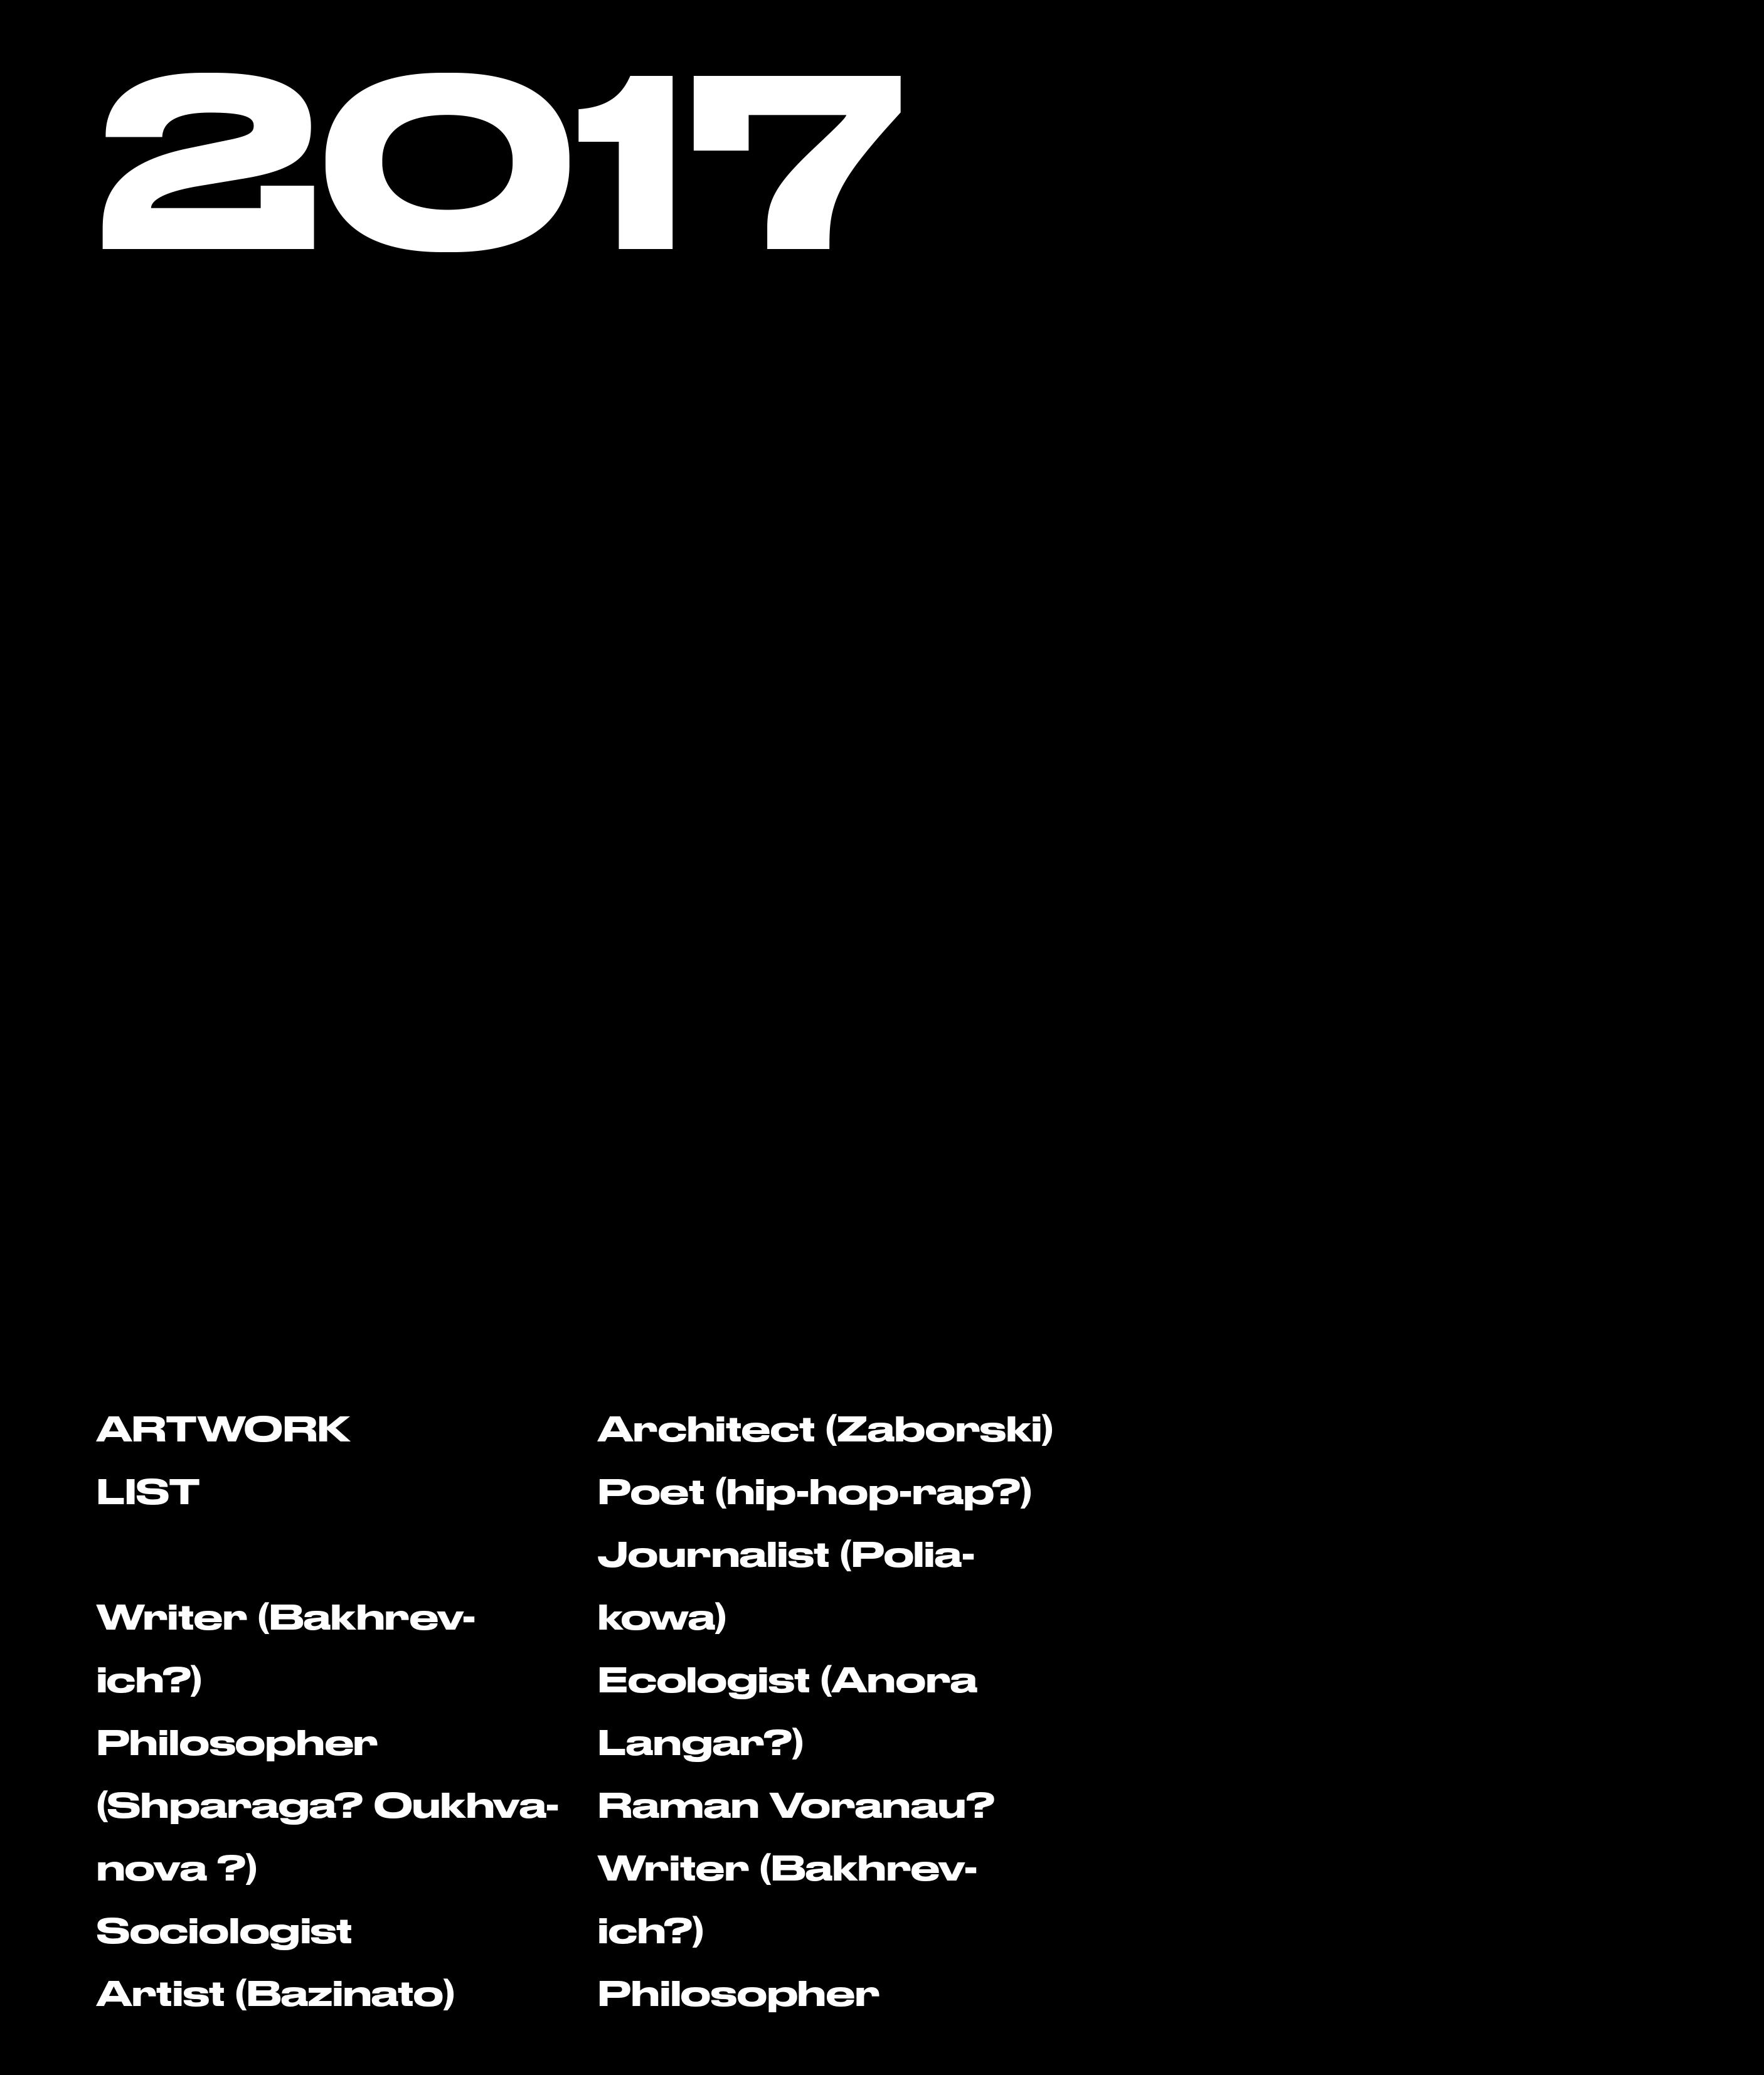 2017
ARTWORK
LIST
Writer (Bakhrev-
ich?)
Philosopher
(Shparaga? Oukhva-
nova ?)
Sociologist
Artist (Bazinato)
Architect (Zaborski)
Poet (hip-hop-rap?)
Journalist (Polia-
kowa)
Ecologist (Anora
Langar?)
Raman Voranau?
Writer (Bakhrev-
ich?)
Philosopher